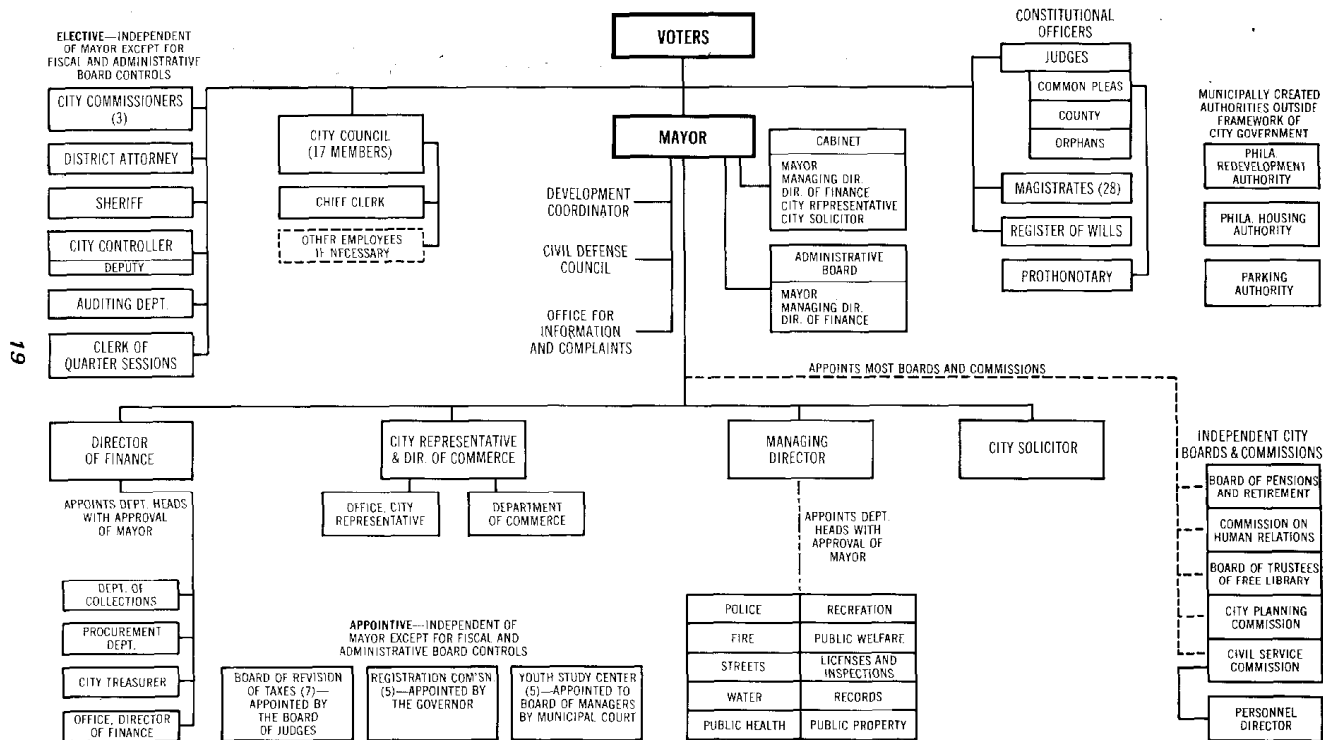 VOTERS
ELECTIVE—INDEPENDENT
OF MAYOR EXCEPT FOR
FISCAL AND ADMINISTRATIVE
BOARD CONTROLS
CITY COMMISSIONERS
(3)
DISTRICT ATTORNEY
SHERIFF
CITY CONTROLLER
DEPUTY
AUDITING DEPT.
CLERK OF
QUARTER SESSIONS
CITY COUNCIL
(17 MEMBERS)
CHIEF CLERK
OTHER EMPLOYEES
IF NECESSARY
MAYOR
DEVELOPMENT
COORDINATOR
CIVIL DEFENSE
COUNCIL
OFFICE FOR
INFORMATION
AND COMPLAINTS
CABINET
MAYOR
MANAGING DIR.
DIR. OF FINANCE
CITY REPRESENTATIVE
CITY SOLICITOR
ADMINISTRATIVE
BOARD
MAYOR
MANAGING DIR.
DIR. OF FINANCE
CONSTITUTIONAL
OFFICERS
JUDGES
COMMON PLEAS
COUNTY
ORPHANS
MAGISTRATES (28)
REGISTER OF WILLS
PROTHONOTARY
MUNICIPALLY CREATED
AUTHORITIES OUTSIDE
FRAMEWORK OF
CITY GOVERNMENT
PHILA.
REDEVELOPMENT
AUTHORITY
PHILA. HOUSING
AUTHORITY
PARKING
AUTHORITY
19
APPOINTS MOST BOARDS AND COMMISSIONS
DIRECTOR
OF FINANCE
APPOINTS DEPT. HEADS
WITH APPROVAL
OF MAYOR
DEPT. OF
COLLECTIONS
PROCUREMENT
DEPT.
CITY TREASURER
OFFICE, DIRECTOR
OF FINANCE
CITY REPRESENTATIVE
& DIR. OF COMMERCE
OFFICE, CITY
REPRESENTATIVE
DEPARTMENT
OF COMMERCE
MANAGING
DIRECTOR
APPOINTS DEPT.
HEADS WITH
APPROVAL OF
MAYOR
POLICE
RECREATION
FIRE
PUBLIC WELFARE
STREETS
LICENSES AND
INSPECTIONS
WATER
RECORDS
PUBLIC HEALTH
PUBLIC PROPERTY
CITY SOLICITOR
APPOINTIVE—INDEPENDENT OF
MAYOR EXCEPT FOR FISCAL AND
ADMINISTRATIVE BOARD CONTROLS
BOARD OF REVISION
OF TAXES (7)—
APPOINTED BY
THE BOARD
OF JUDGES
REGISTRATION COM'SN
(5)—APPOINTED BY
THE GOVERNOR
YOUTH STUDY CENTER
(5)—APPOINTED TO
BOARD OF MANAGERS
BY MUNICIPAL COURT
INDEPENDENT CITY
BOARDS & COMMISSIONS
BOARD OF PENSIONS
AND RETIREMENT
COMMISSION ON
HUMAN RELATIONS
BOARD OF TRUSTEES
OF FREE LIBRARY
CITY PLANNING
COMMISSION
CIVIL SERVICE
COMMISSION
PERSONNEL
DIRECTOR